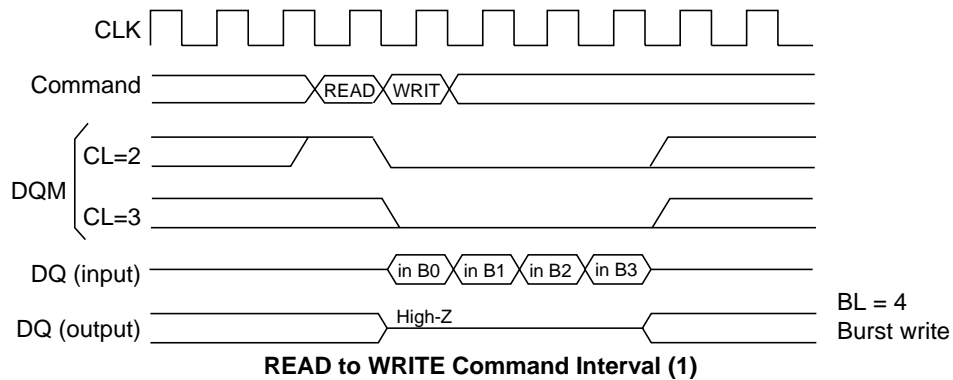 CLK
Command
READ WRIT
DQM
CL=2
CL=3
DQ (input)
in B0 in B1 in B2 in B3
DQ (output)
High-Z
BL = 4
Burst write
READ to WRITE Command Interval (1)